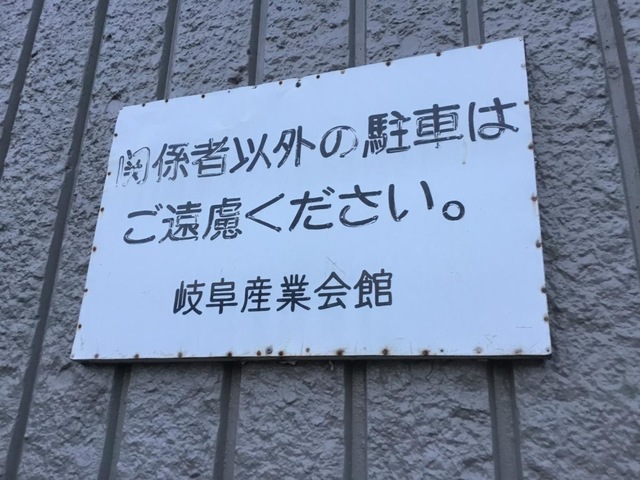 関係者以外の駐車は
ご遠慮ください。
岐阜産業会館